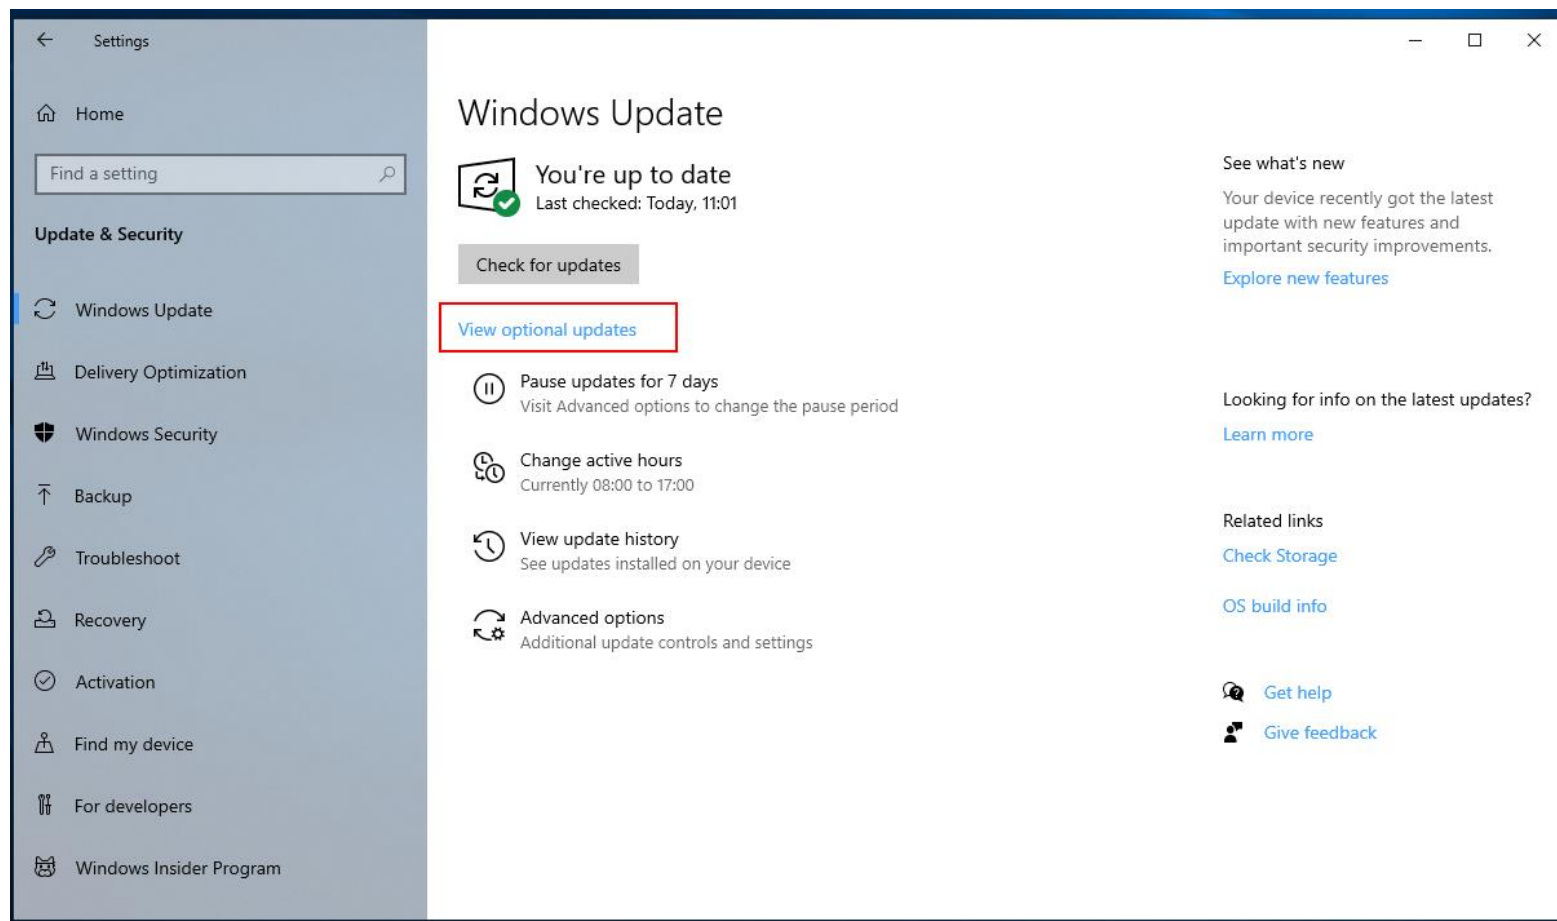 Settings
Home
Find a setting
Update & Security
Windows Update
Delivery Optimization
Windows Security
Backup
Troubleshoot
Recovery
Activation
Find my device
For developers
Windows Insider Program
Windows Update
You're up to date
Last checked: Today, 11:01
Check for updates
View optional updates
Pause updates for 7 days
Visit Advanced options to change the pause period
Change active hours
Currently 08:00 to 17:00
View update history
See updates installed on your device
Advanced options
Additional update controls and settings
See what's new
Your device recently got the latest
update with new features and
important security improvements.
Explore new features
Looking for info on the latest updates?
Learn more
Related links
Check Storage
OS build info
Get help
Give feedback